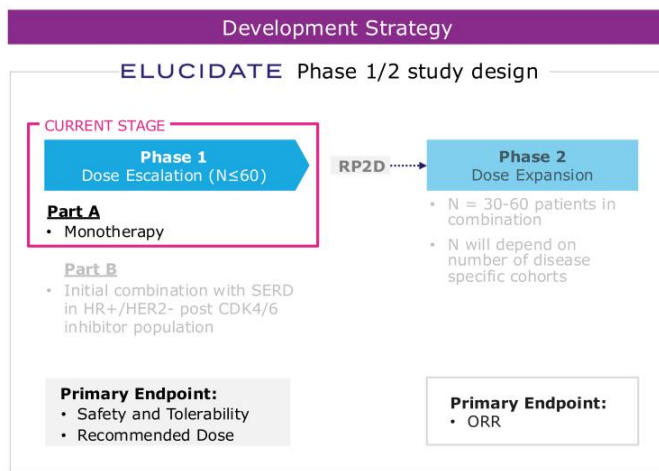 Development Strategy
ELUCIDATE Phase 1/2 study design
CURRENT STAGE
Phase 1
Dose Escalation (N≤60)
Part A
• Monotherapy
Part B
• Initial combination with SERD
in HR+/HER2- post CDK4/6
inhibitor population
RP2D
Phase 2
Dose Expansion
• N = 30-60 patients in
combination
• N will depend on
number of disease
specific cohorts
Primary Endpoint:
• Safety and Tolerability
• Recommended Dose
Primary Endpoint:
• ORR